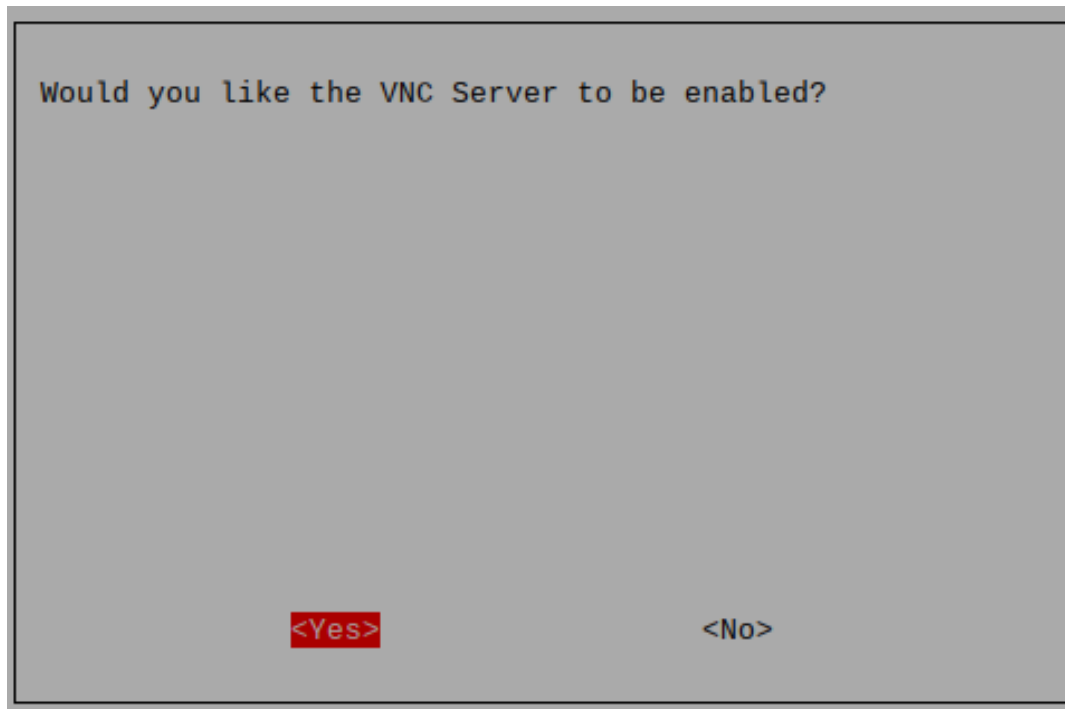 Would you like the VNC Server to be enabled?
<Yes> <No>